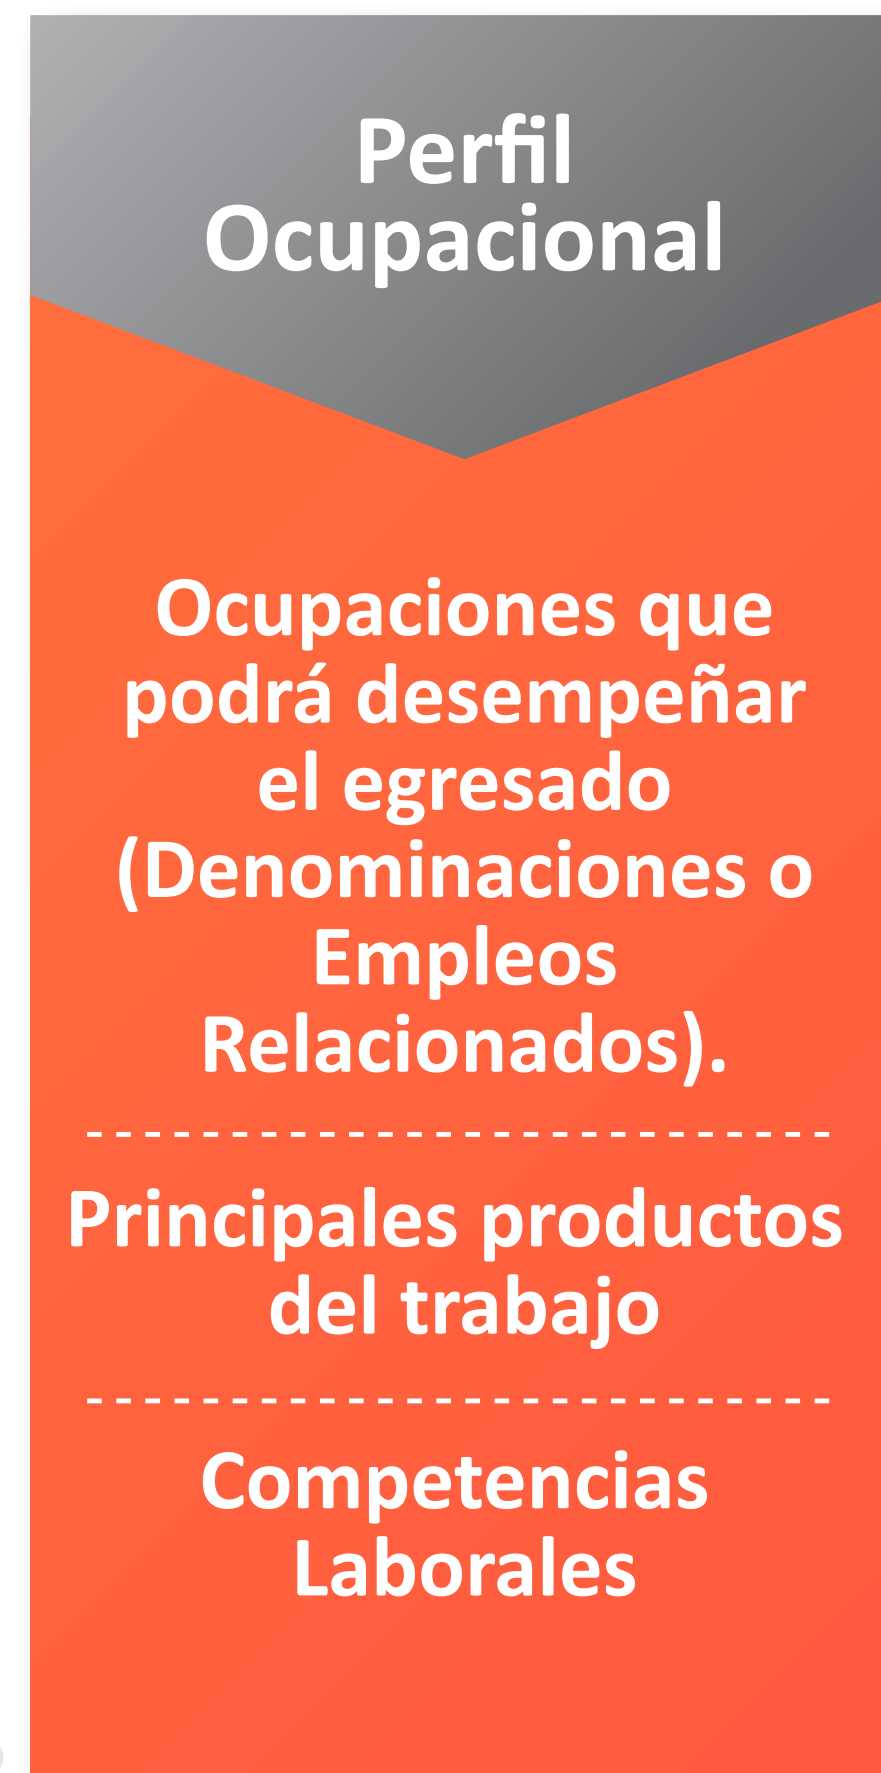 Perfil
Ocupacional
Ocupaciones que
podrá desempeñar
el egresado
(Denominaciones o
Empleos
Relacionados).
Principales productos
del trabajo
Competencias
Laborales